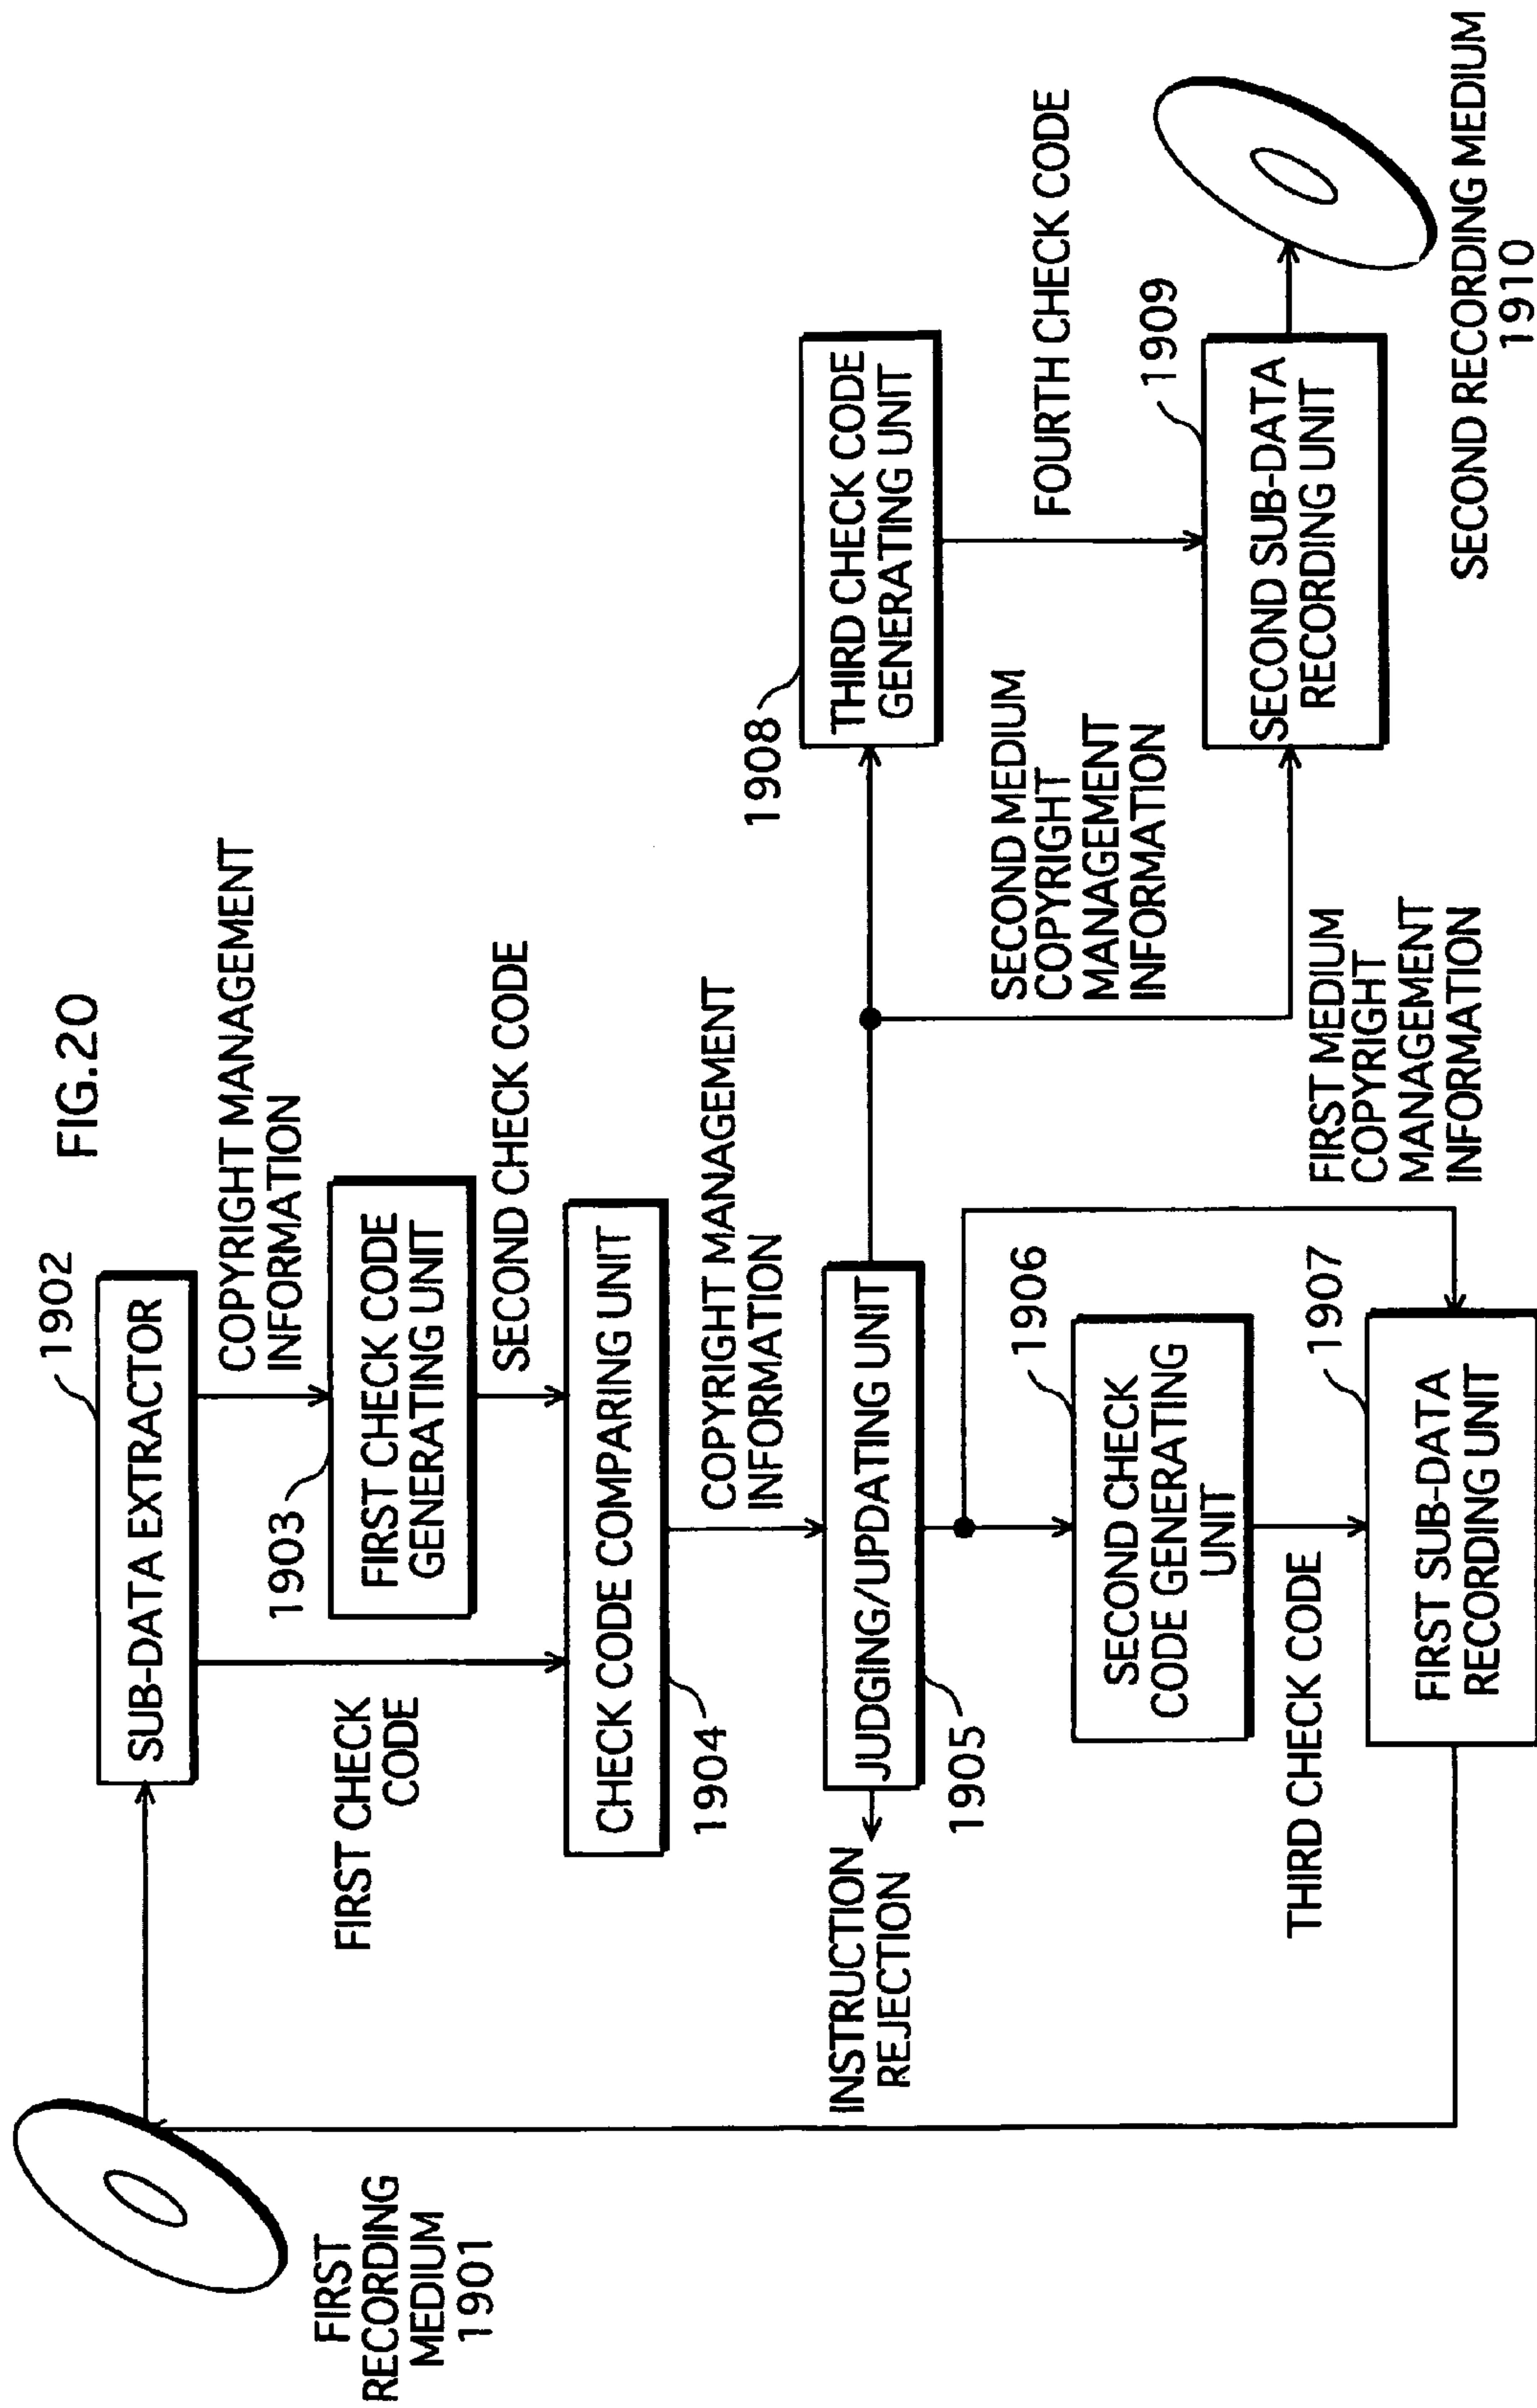 FIG.20
FIRST
RECORDING
MEDIUM
1901
1902
SUB-DATA EXTRACTOR
COPYRIGHT MANAGEMENT
INFORMATION
1903
FIRST CHECK CODE
GENERATING UNIT
FIRST CHECK
CODE
SECOND CHECK CODE
CHECK CODE COMPARING UNIT
1904
COPYRIGHT MANAGEMENT
INFORMATION
INSTRUCTION
REJECTION
JUDGING/UPDATING UNIT
1905
1906
SECOND CHECK
CODE GENERATING
UNIT
THIRD CHECK CODE
1907
FIRST SUB-DATA
RECORDING UNIT
FIRST MEDIUM
COPYRIGHT
MANAGEMENT
INFORMATION
1908
THIRD CHECK CODE
GENERATING UNIT
SECOND MEDIUM
COPYRIGHT
MANAGEMENT
INFORMATION
FOURTH CHECK CODE
1909
SECOND SUB-DATA
RECORDING UNIT
SECOND RECORDING MEDIUM
1910